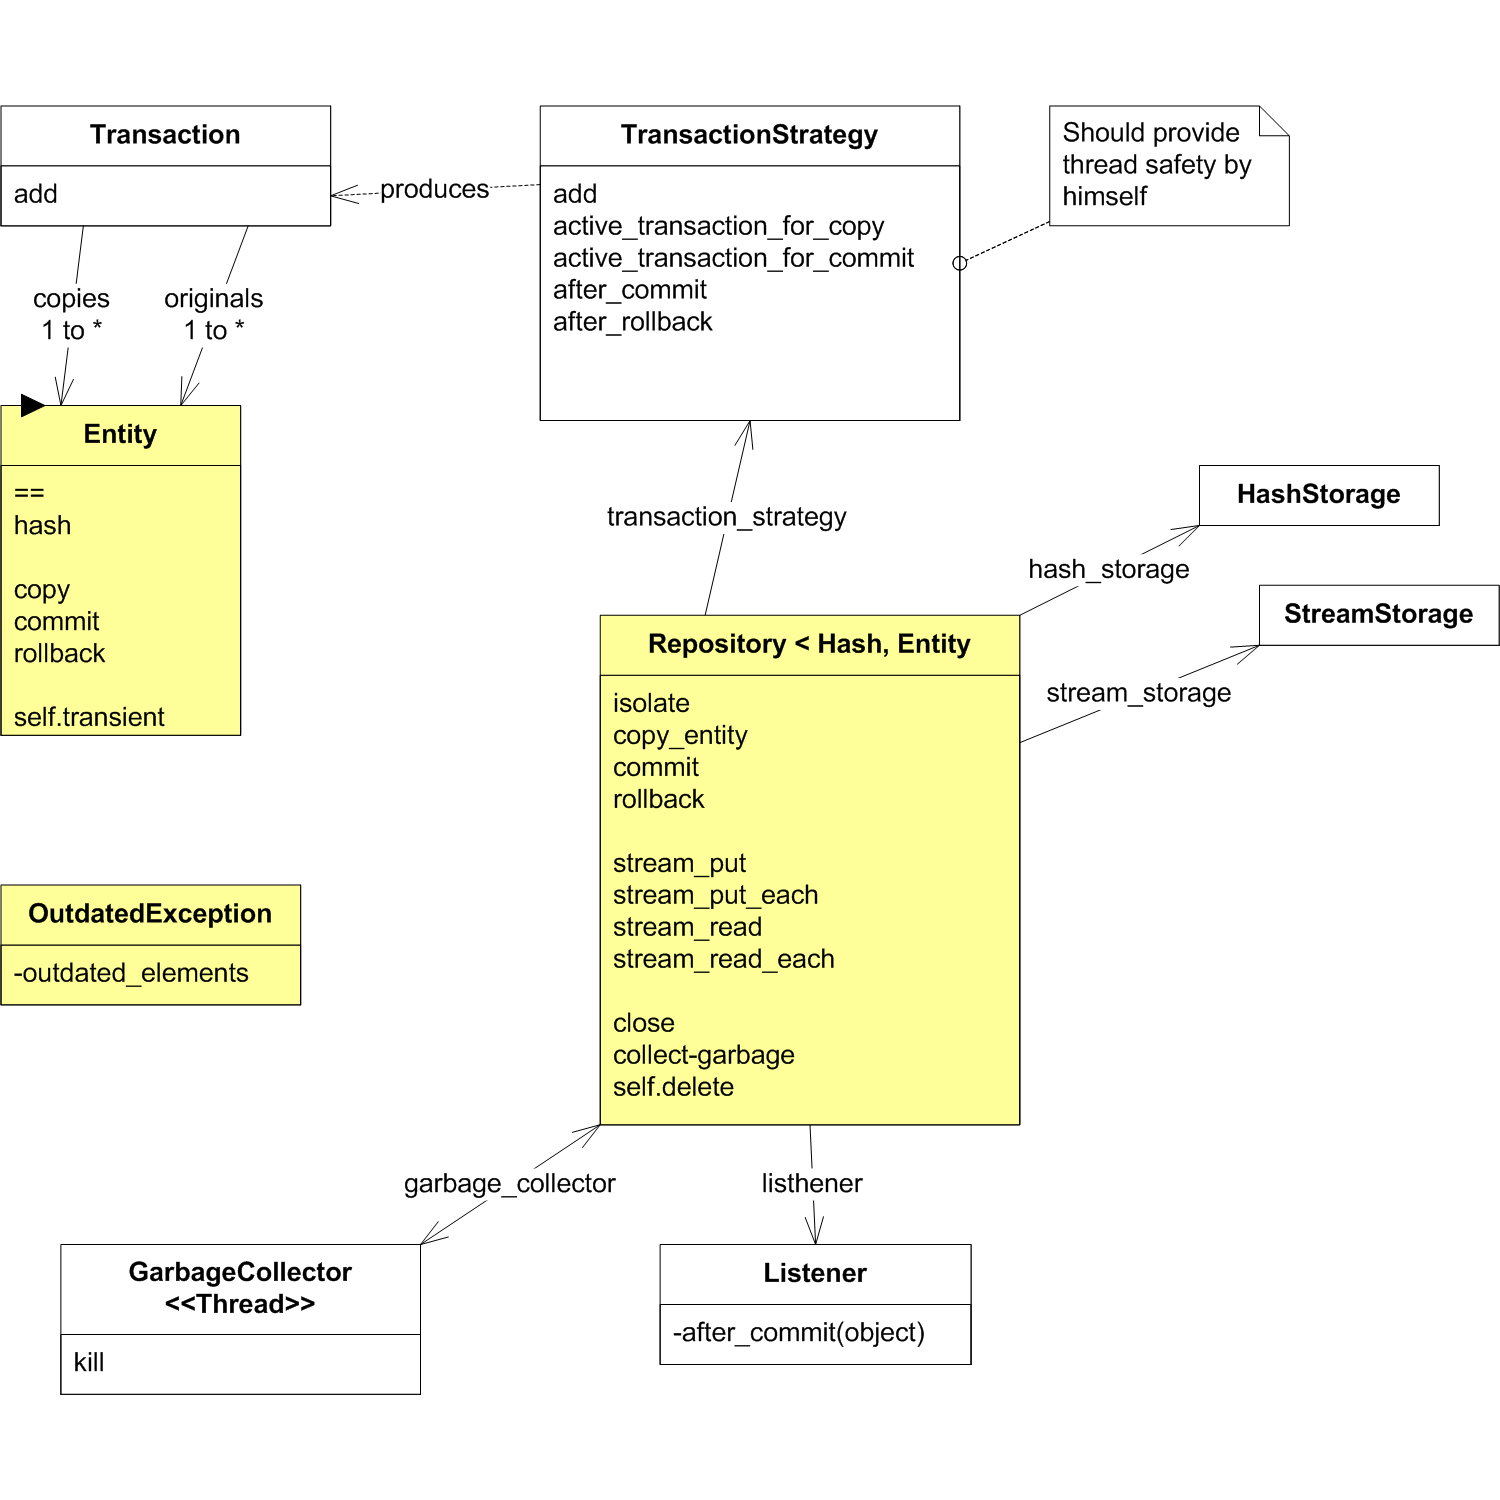 Transaction
add
produces
TransactionStrategy
add
active_transaction_for_copy
active_transaction_for_commit
after_commit
after_rollback
Should provide
thread safety by
himself
copies
1 to *
originals
1 to *
Entity
==
hash
copy
commit
rollback
self.transient
transaction_strategy
HashStorage
hash_storage
StreamStorage
stream_storage
Repository < Hash, Entity
isolate
copy_entity
commit
rollback
stream_put
stream_put_each
stream_read
stream_read_each
close
collect-garbage
self.delete
OutdatedException
-outdated_elements
garbage_collector
listhener
GarbageCollector
<<Thread>>
kill
Listener
-after_commit(object)